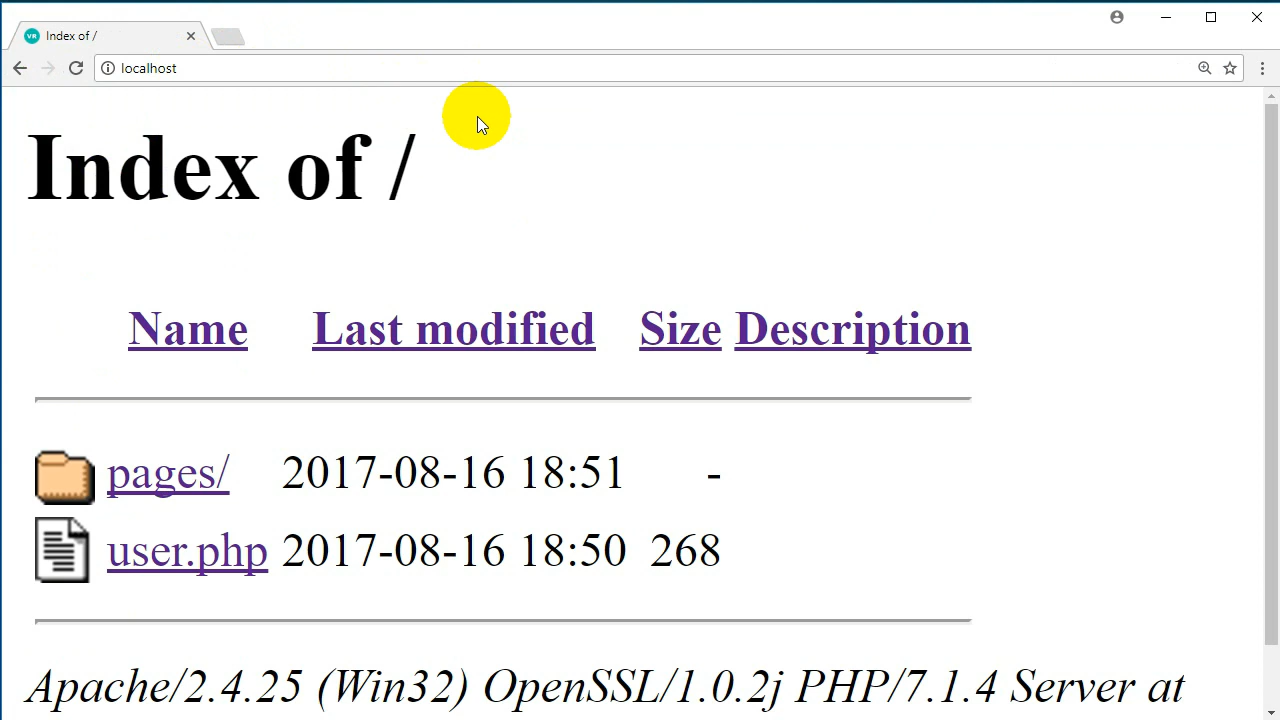 VR Index of /
localhost
Index of /
Name Last modified Size Description
pages/ 2017-08-16 18:51 -
user.php 2017-08-16 18:50 268
Apache/2.4.25 (Win32) OpenSSL/1.0.2j PHP/7.1.4 Server at